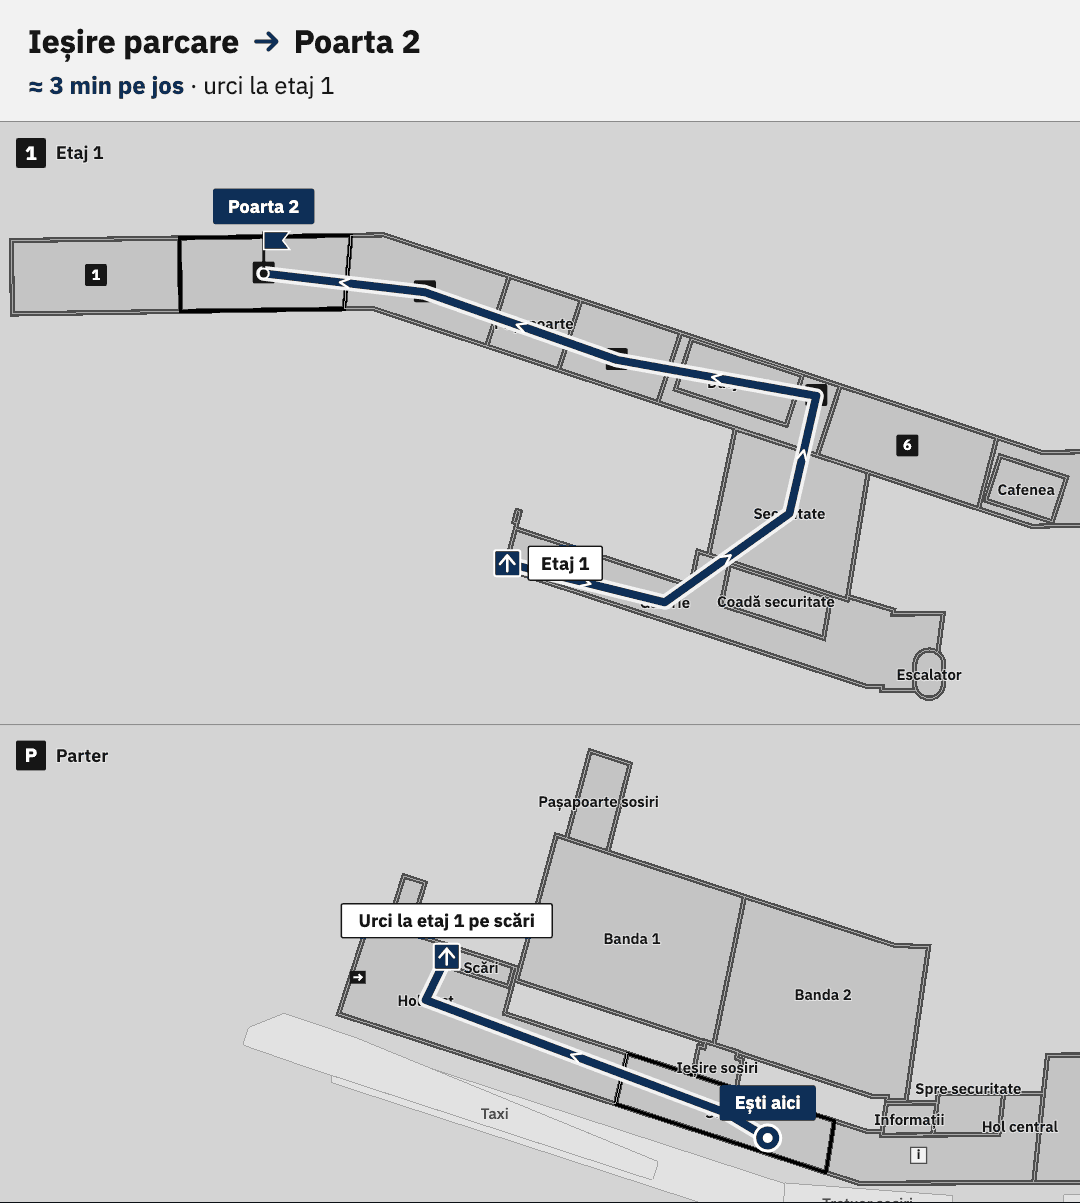 Ieșire parcare → Poarta 2
≈ 3 min pe jos · urci la etaj 1
1 Etaj 1
Poarta 2
1
6
Cafenea
Etaj 1
Coadă securitate
Escalator
P Parter
Pașapoarte sosiri
Urci la etaj 1 pe scări
Banda 1
Scări
Banda 2
Ieșire sosiri
Spre securitate
Ești aici
Taxi
Informații
Hol central
i